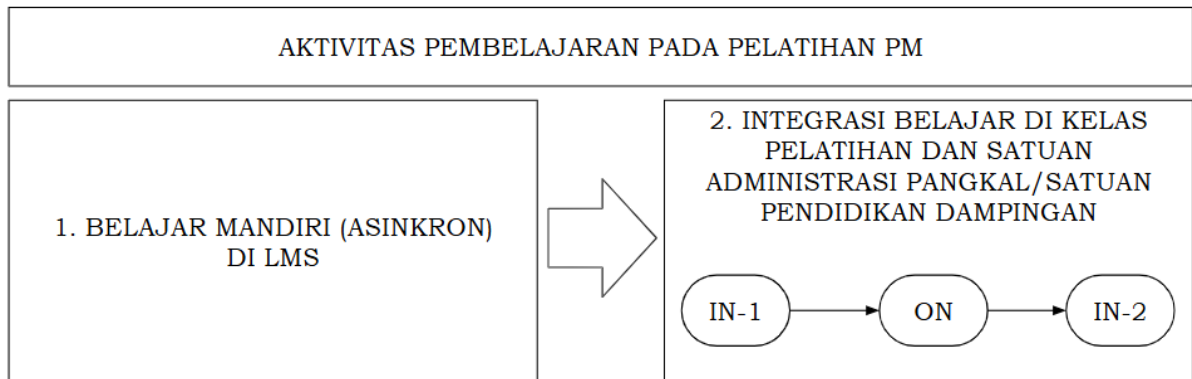 AKTIVITAS PEMBELAJARAN PADA PELATIHAN PM
1. BELAJAR MANDIRI (ASINKRON)
DI LMS
2. INTEGRASI BELAJAR DI KELAS
PELATIHAN DAN SATUAN
ADMINISTRASI PANGKAL/SATUAN
PENDIDIKAN DAMPINGAN
IN-1
ON
IN-2